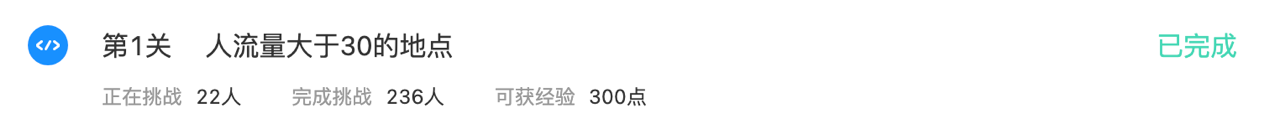 第1关 人流量大于30的地点 已完成
正在挑战 22人 完成挑战 236人 可获经验 300点